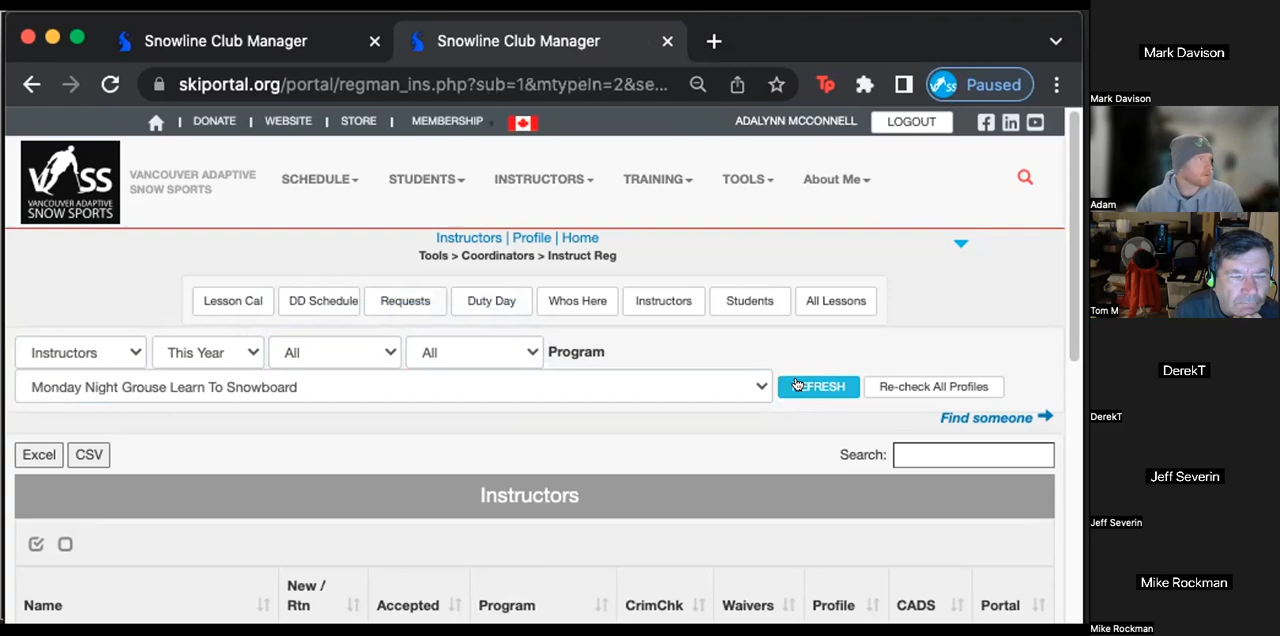 Snowline Club Manager
Snowline Club Manager
skiportal.org/portal/regman_ins.php?sub=1&mtypeIn=2&se...
Tp
Paused
DONATE | WEBSITE | STORE | MEMBERSHIP
ADALYNN MCCONNELL
LOGOUT
VASS
VANCOUVER ADAPTIVE
SNOW SPORTS
VANCOUVER ADAPTIVE
SNOW SPORTS
SCHEDULE
STUDENTS
INSTRUCTORS
TRAINING
TOOLS
About Me
Instructors | Profile | Home
Tools > Coordinators > Instruct Reg
Lesson Cal
DD Schedule
Requests
Duty Day
Whos Here
Instructors
Students
All Lessons
Instructors
This Year
All
All
Program
Monday Night Grouse Learn To Snowboard
Re-check All Profiles
Find someone
Excel
CSV
Search:
Instructors
Name
New /
Rtn
Accepted
Program
CrimChk
Waivers
Profile
CADS
Portal
Mark Davison
Mark Davison
Adam
Tom M
DerekT
DerekT
Jeff Severin
Jeff Severin
Mike Rockman
Mike Rockman